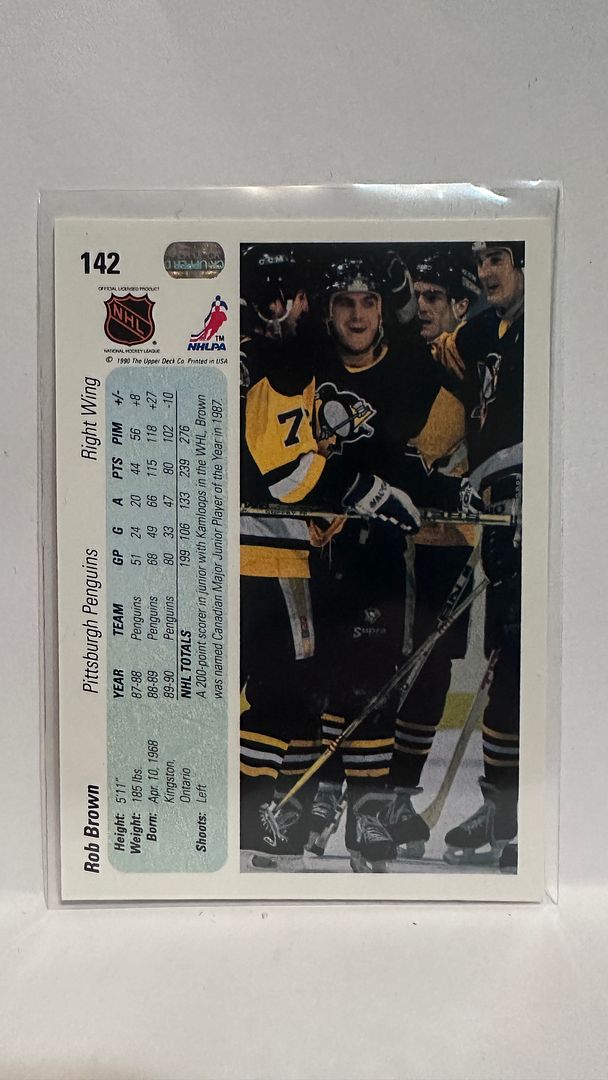 142
OFFICIAL LICENSED PRODUCT
NHL
NATIONAL HOCKEY LEAGUE
TM
NHLPA
© 1990 The Upper Deck Co. Printed in USA
Rob Brown Pittsburgh Penguins Right Wing
Height: 5'11"
Weight: 185 lbs.
Born: Apr. 10, 1968
Kingston,
Ontario
Shoots: Left
YEAR TEAM GP G A PTS PIM +/-
87-88 Penguins 51 24 20 44 56 +8
88-89 Penguins 68 49 66 115 118 +27
89-90 Penguins 80 33 47 80 102 -10
NHL TOTALS 199 106 133 239 276
A 200-point scorer in junior with Kamloops in the WHL, Brown
was named Canadian Major Junior Player of the Year in 1987.
CCM
7
Supra